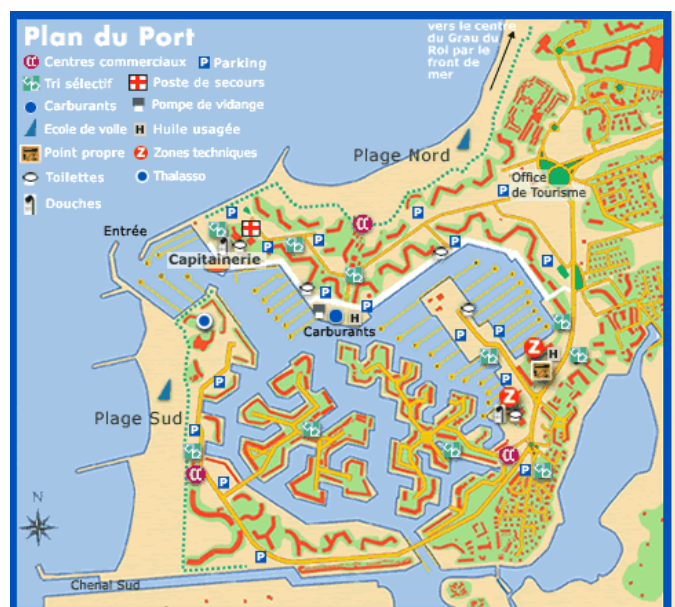 Plan du Port
Centres commerciaux
P Parking
Tri sélectif
Poste de secours
Carburants
Pompe de vidange
Ecole de voile
H Huile usagée
Point propre
Z Zones techniques
Toilettes
Thalasso
Douches
vers le centre
du Grau du
Roi par le
front de
mer
Plage Nord
Office
de Tourisme
Entrée
Capitainerie
Carburants
Plage Sud
N
Chenal Sud